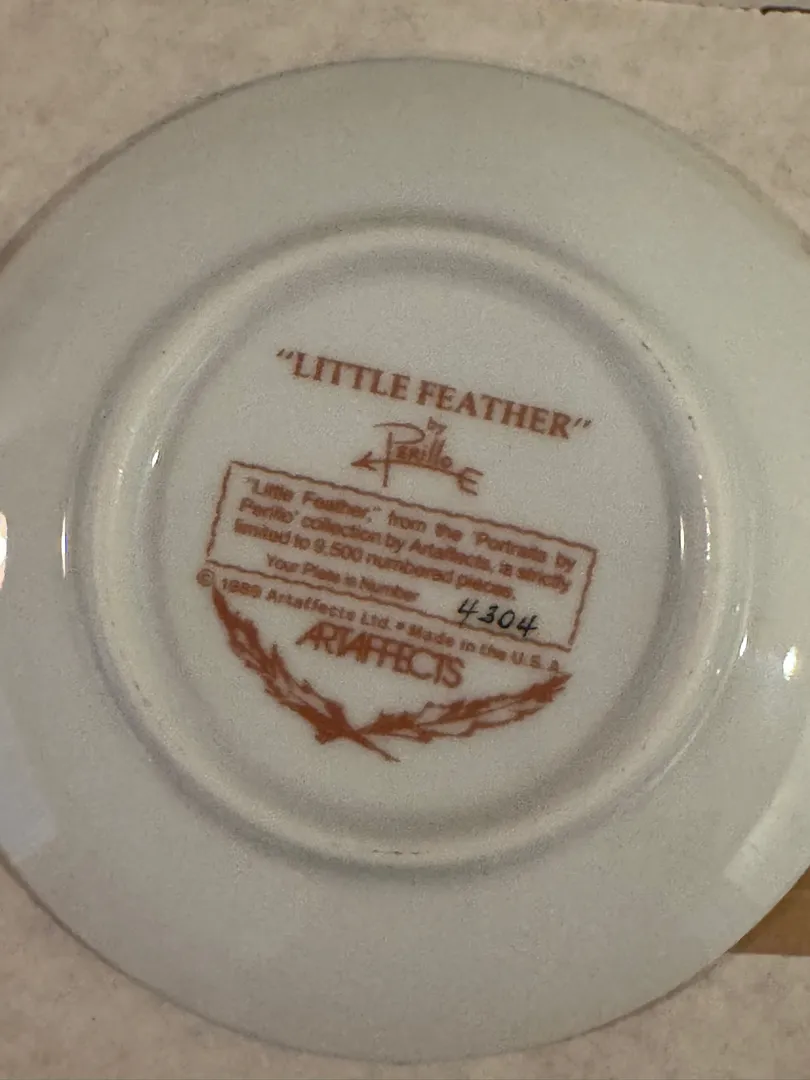 "LITTLE FEATHER"
by
Perillo
"Little Feather," from the 'Portraits by
Perillo' collection by Artaffects, is strictly
limited to 9,500 numbered pieces.
Your Plate is Number 4304
© 1989 Artaffects Ltd. • Made in the U.S.A.
ARTAFFECTS